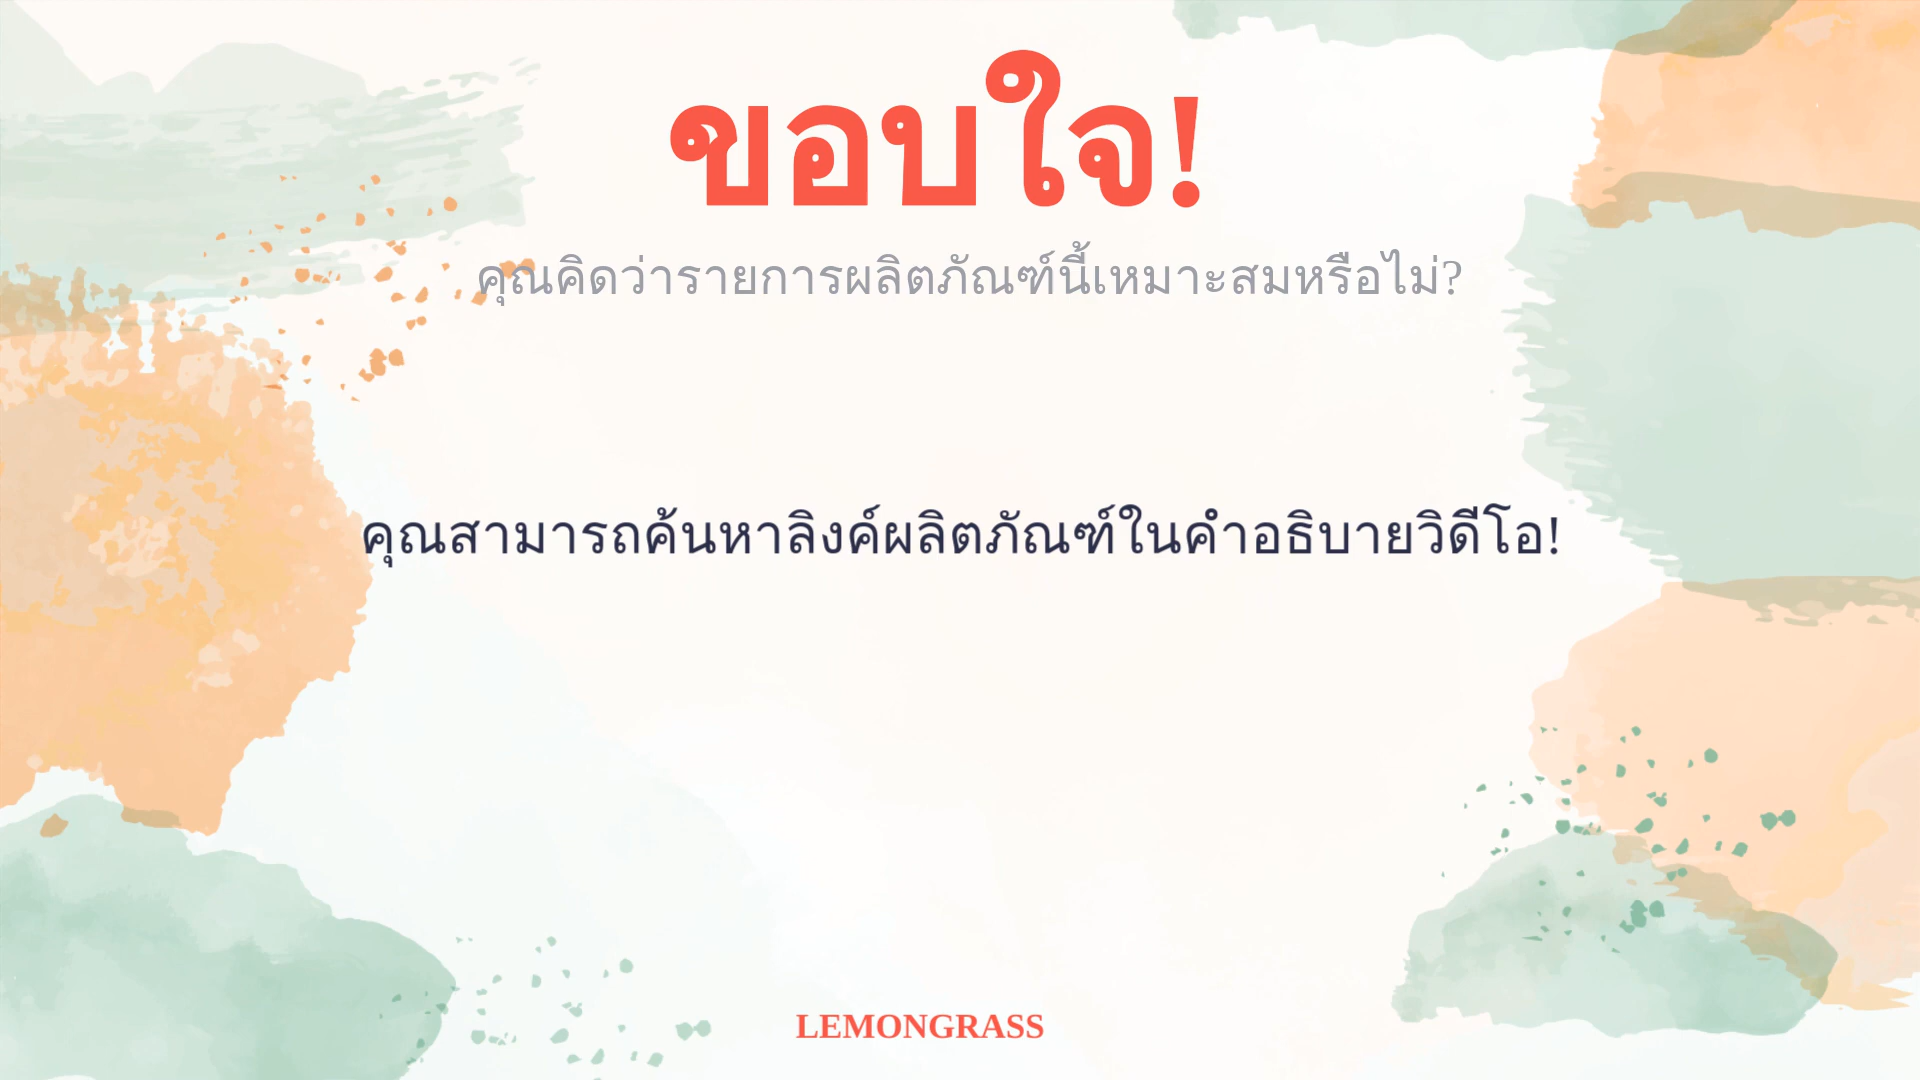 ขอบใจ!
คุณคิดว่ารายการผลิตภัณฑ์นี้เหมาะสมหรือไม่?
คุณสามารถค้นหาลิงค์ผลิตภัณฑ์ในคำอธิบายวิดีโอ!
LEMONGRASS